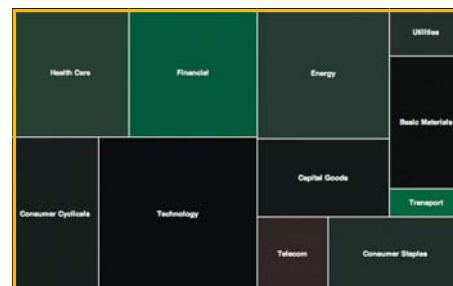 Health Care
Financial
Energy
Utilities
Basic Materials
Consumer Cyclicals
Technology
Capital Goods
Transport
Telecom
Consumer Staples